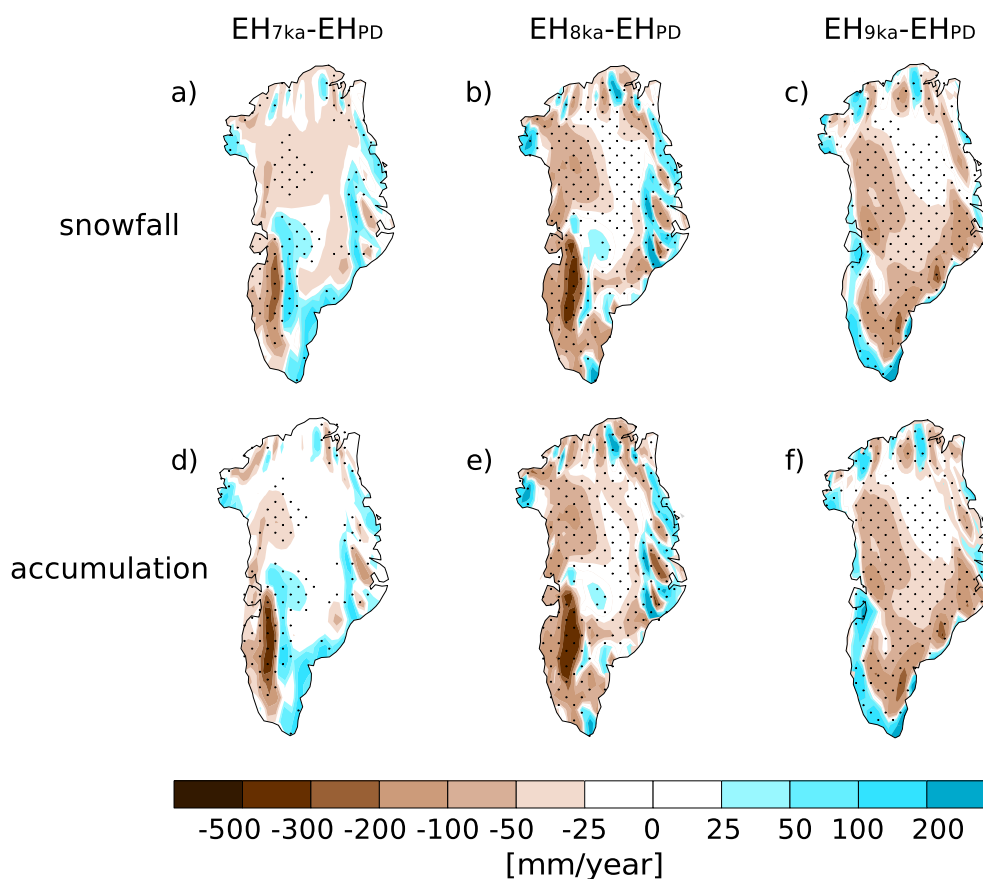 EH7ka-EHPD EH8ka-EHPD EH9ka-EHPD
a) b) c)
snowfall
d) e) f)
accumulation
-500 -300 -200 -100 -50 -25 0 25 50 100 200
[mm/year]